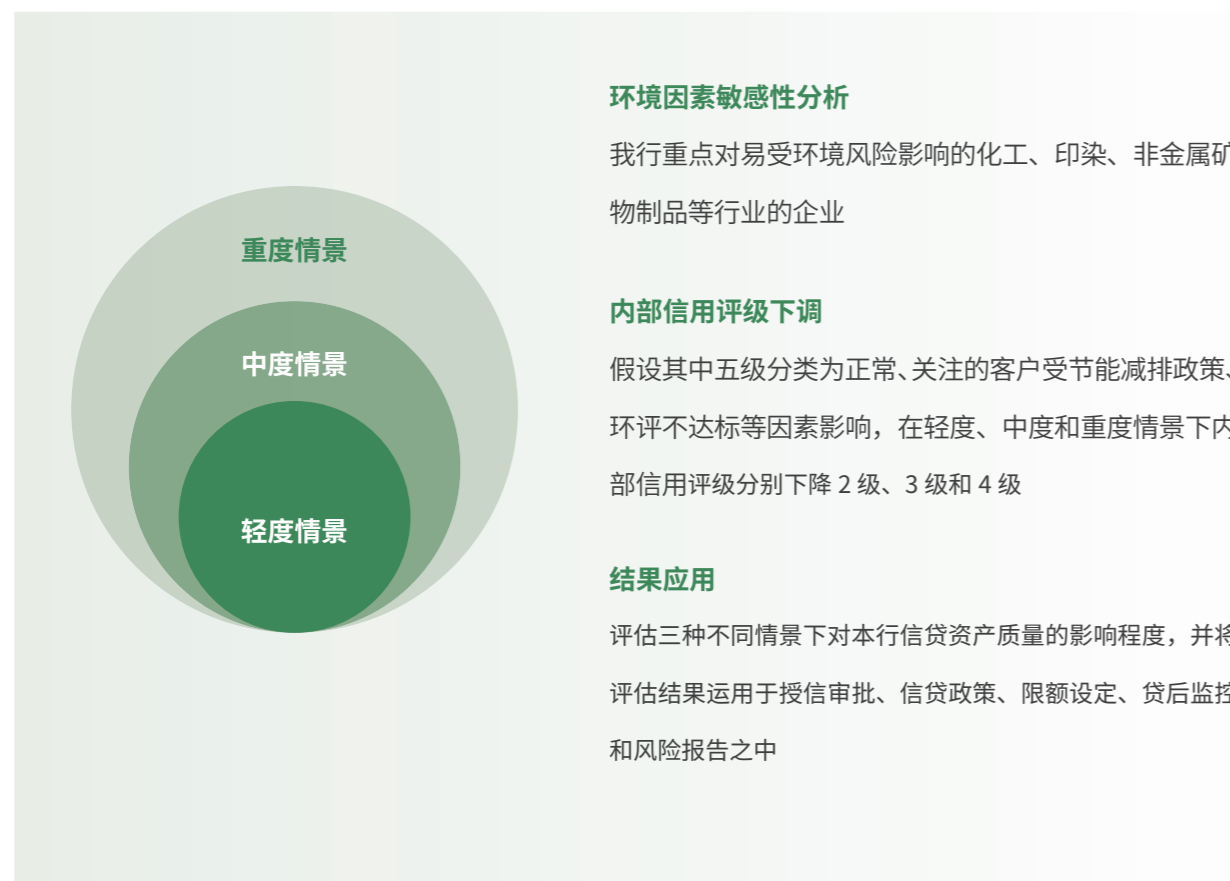 重度情景
中度情景
轻度情景
环境因素敏感性分析
我行重点对易受环境风险影响的化工、印染、非金属矿
物制品等行业的企业
内部信用评级下调
假设其中五级分类为正常、关注的客户受节能减排政策、
环评不达标等因素影响，在轻度、中度和重度情景下内
部信用评级分别下降 2 级、3 级和 4 级
结果应用
评估三种不同情景下对本行信贷资产质量的影响程度，并将
评估结果运用于授信审批、信贷政策、限额设定、贷后监控
和风险报告之中